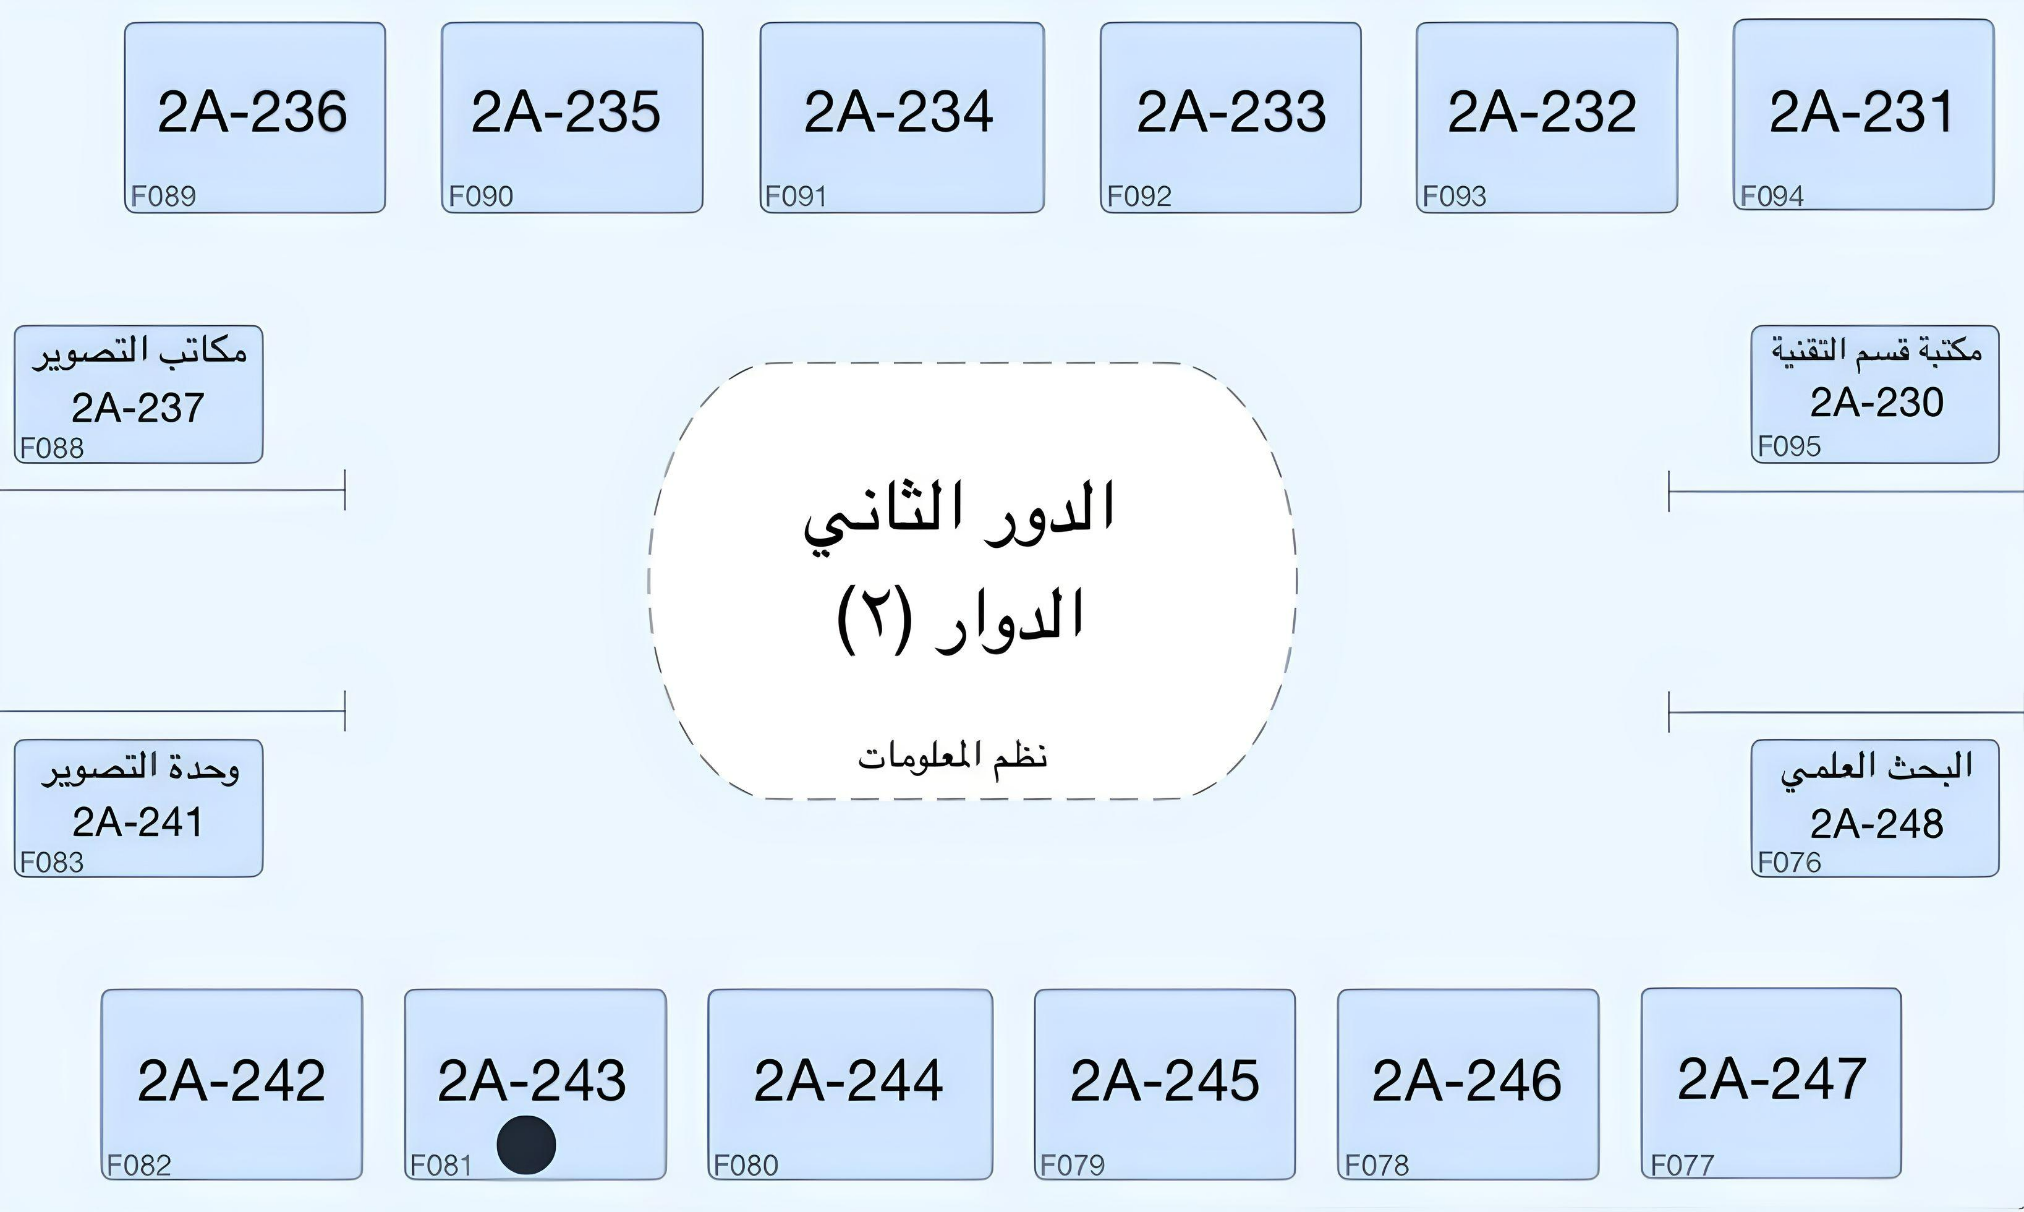 2A-236
F089
2A-235
F090
2A-234
F091
2A-233
F092
2A-232
F093
2A-231
F094
مكاتب التصوير
2A-237
F088
مكتبة قسم التقنية
2A-230
F095
الدور الثاني
الدوار (٢)
نظم المعلومات
وحدة التصوير
2A-241
F083
البحث العلمي
2A-248
F076
2A-242
F082
2A-243
F081
2A-244
F080
2A-245
F079
2A-246
F078
2A-247
F077